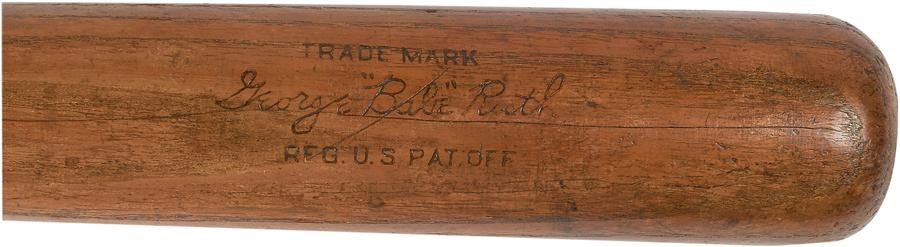 TRADE MARK
George "Babe" Ruth
REG. U.S PAT. OFF